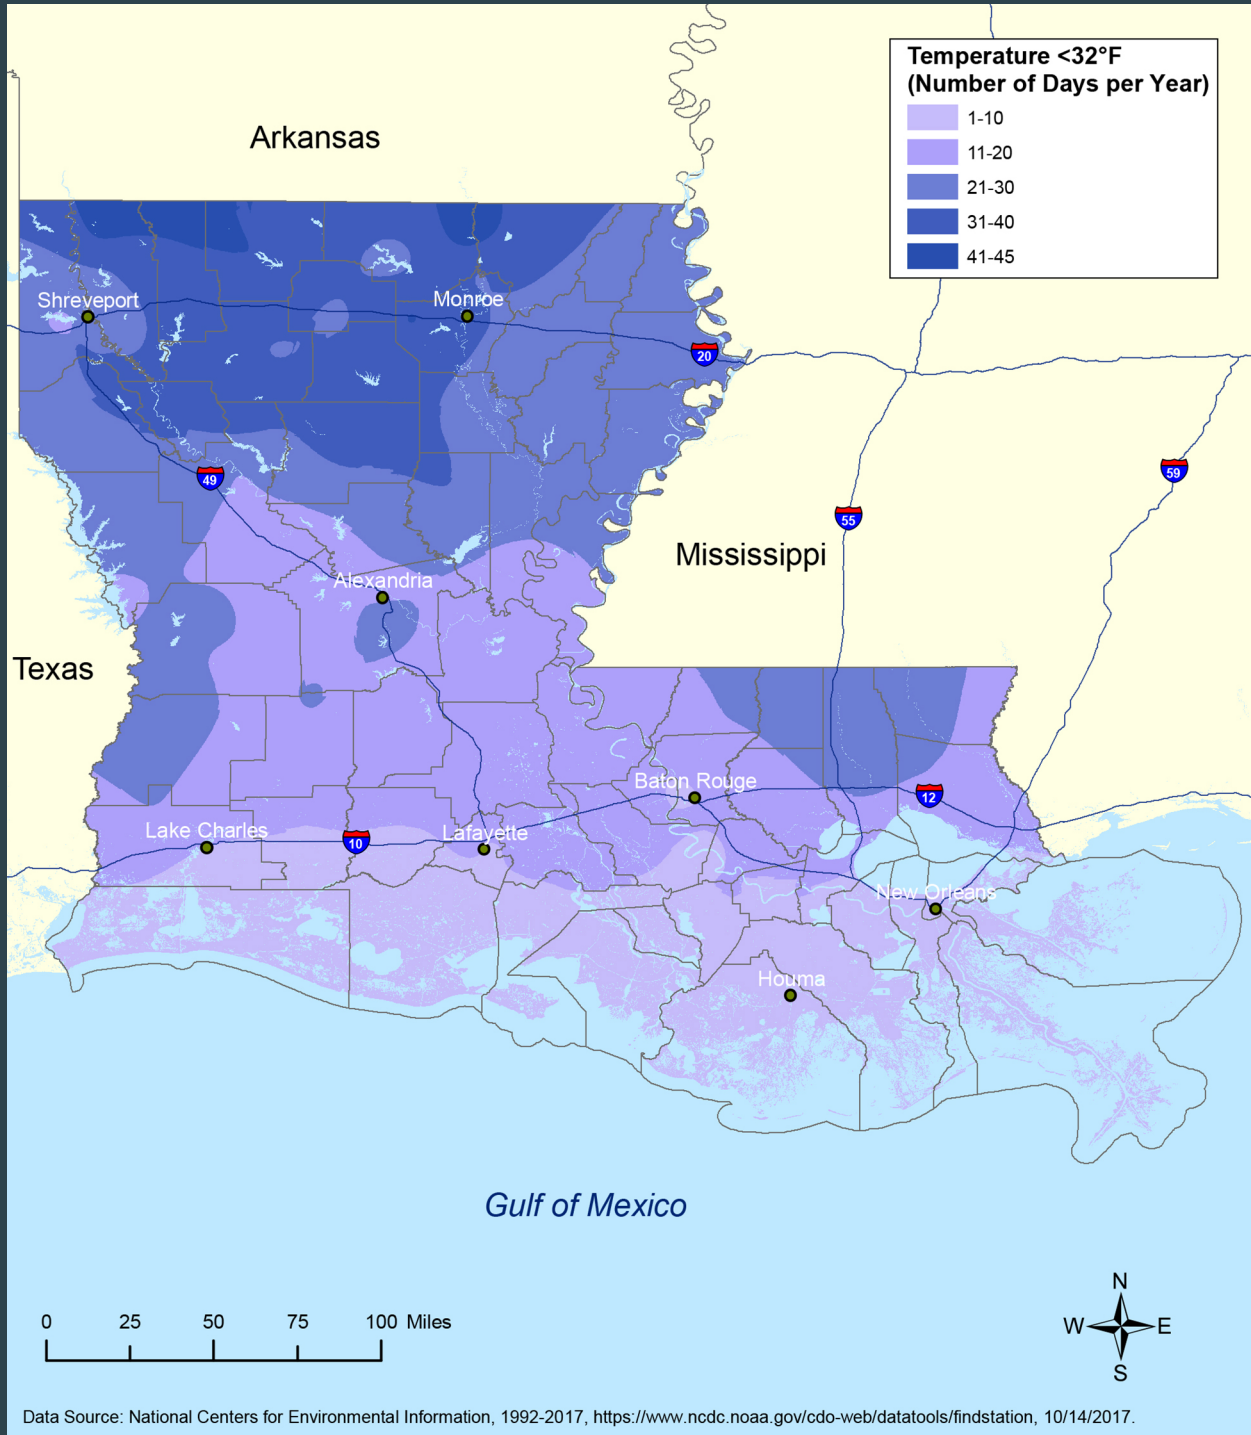 Temperature <32°F
(Number of Days per Year)
1-10
11-20
21-30
31-40
41-45
Arkansas
Shreveport
Monroe
20
49
59
55
Mississippi
Alexandria
Texas
Baton Rouge
12
Lake Charles
10
Lafayette
New Orleans
Houma
Gulf of Mexico
N
W E
S
0 25 50 75 100 Miles
Data Source: National Centers for Environmental Information, 1992-2017, https://www.ncdc.noaa.gov/cdo-web/datatools/findstation, 10/14/2017.